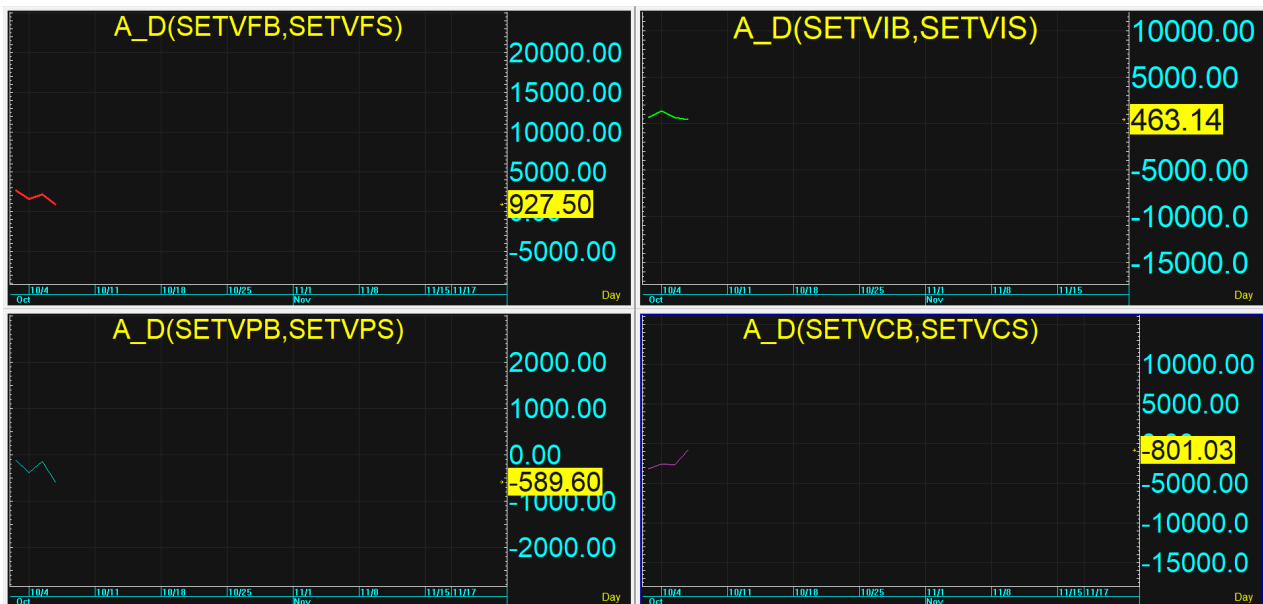 A_D(SETVFB,SETVFS)
20000.00
15000.00
10000.00
5000.00
927.50
-5000.00
10/4 10/11 10/18 10/25 11/1 11/8 11/15 11/17
Oct Nov Day
A_D(SETVIB,SETVIS)
10000.00
5000.00
463.14
-5000.00
-10000.0
-15000.0
10/4 10/11 10/18 10/25 11/1 11/8 11/15
Oct Nov Day
A_D(SETVPB,SETVPS)
2000.00
1000.00
0.00
-589.60
-1000.00
-2000.00
10/4 10/11 10/18 10/25 11/1 11/8 11/15 11/17
Oct Nov Day
A_D(SETVCB,SETVCS)
10000.00
5000.00
-801.03
-5000.00
-10000.0
-15000.0
10/4 10/11 10/18 10/25 11/1 11/8 11/15 11/17
Oct Nov Day